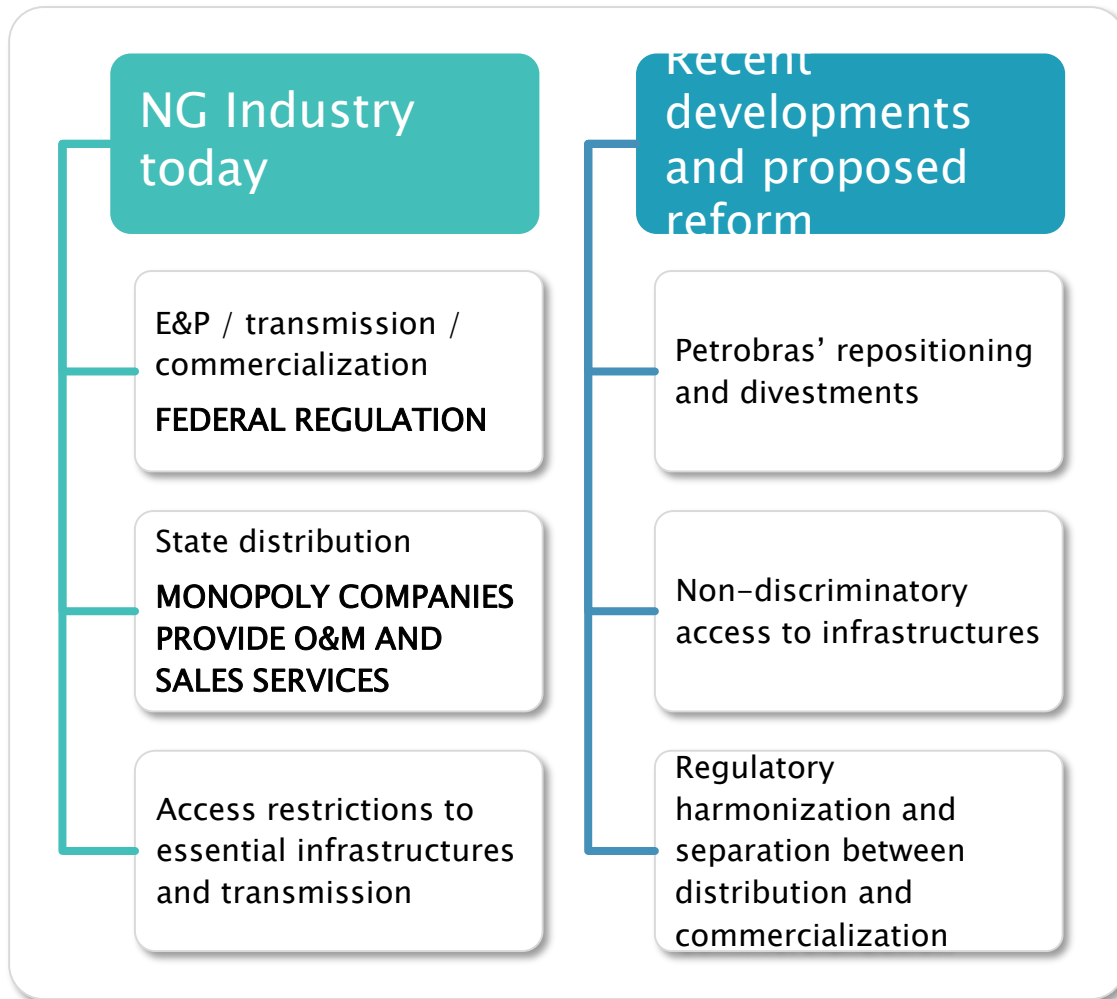 NG Industry
today
E&P / transmission /
commercialization
FEDERAL REGULATION
State distribution
MONOPOLY COMPANIES
PROVIDE O&M AND
SALES SERVICES
Access restrictions to
essential infrastructures
and transmission
Recent
developments
and proposed
reform
Petrobras’ repositioning
and divestments
Non-discriminatory
access to infrastructures
Regulatory
harmonization and
separation between
distribution and
commercialization